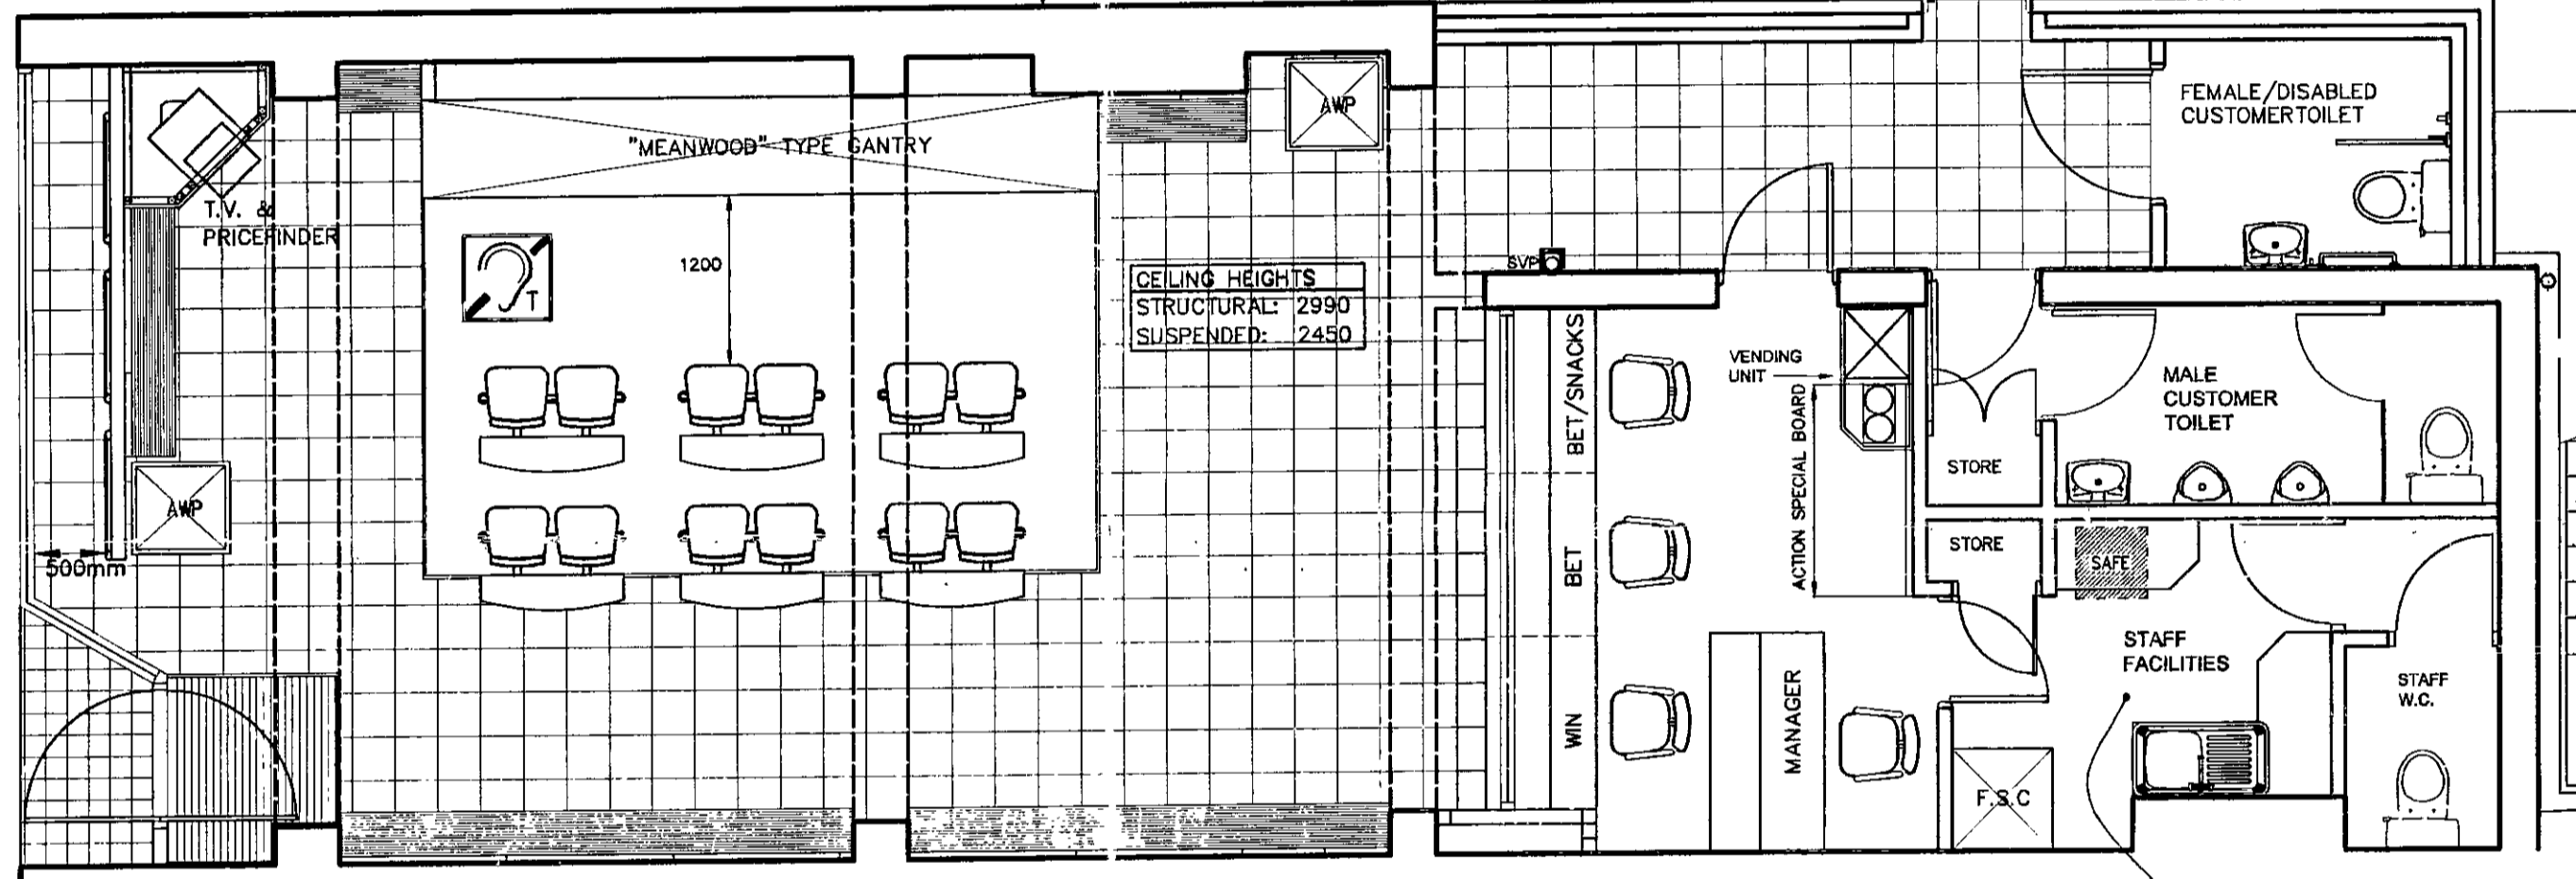 FEMALE/DISABLED
CUSTOMERTOILET
AWP
"MEANWOOD" TYPE GANTRY
T.V. &
PRICEFINDER
1200
T
SVP
CEILING HEIGHTS
STRUCTURAL: 2990
SUSPENDED: 2450
BET/SNACKS
VENDING
UNIT
ACTION SPECIAL BOARD
MALE
CUSTOMER
TOILET
STORE
AWP
500mm
BET
STORE
SAFE
STAFF
FACILITIES
WIN
MANAGER
STAFF
W.C.
F.S.C